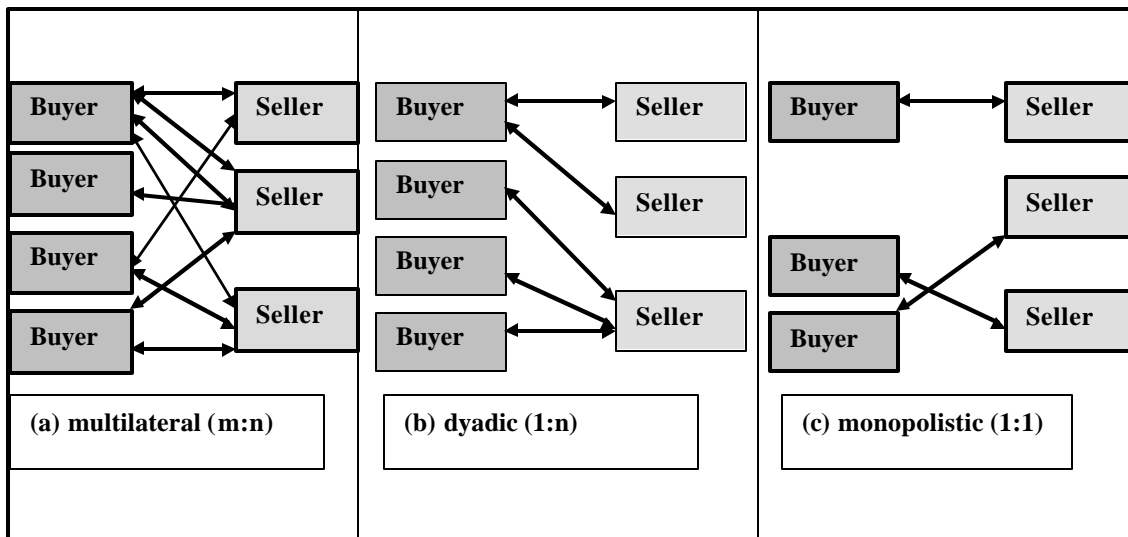 Buyer
Seller
Buyer
Seller
Buyer
Seller
Buyer
(a) multilateral (m:n)
Buyer
Seller
Buyer
Seller
Buyer
Seller
Buyer
(b) dyadic (1:n)
Buyer
Seller
Seller
Buyer
Seller
Buyer
(c) monopolistic (1:1)